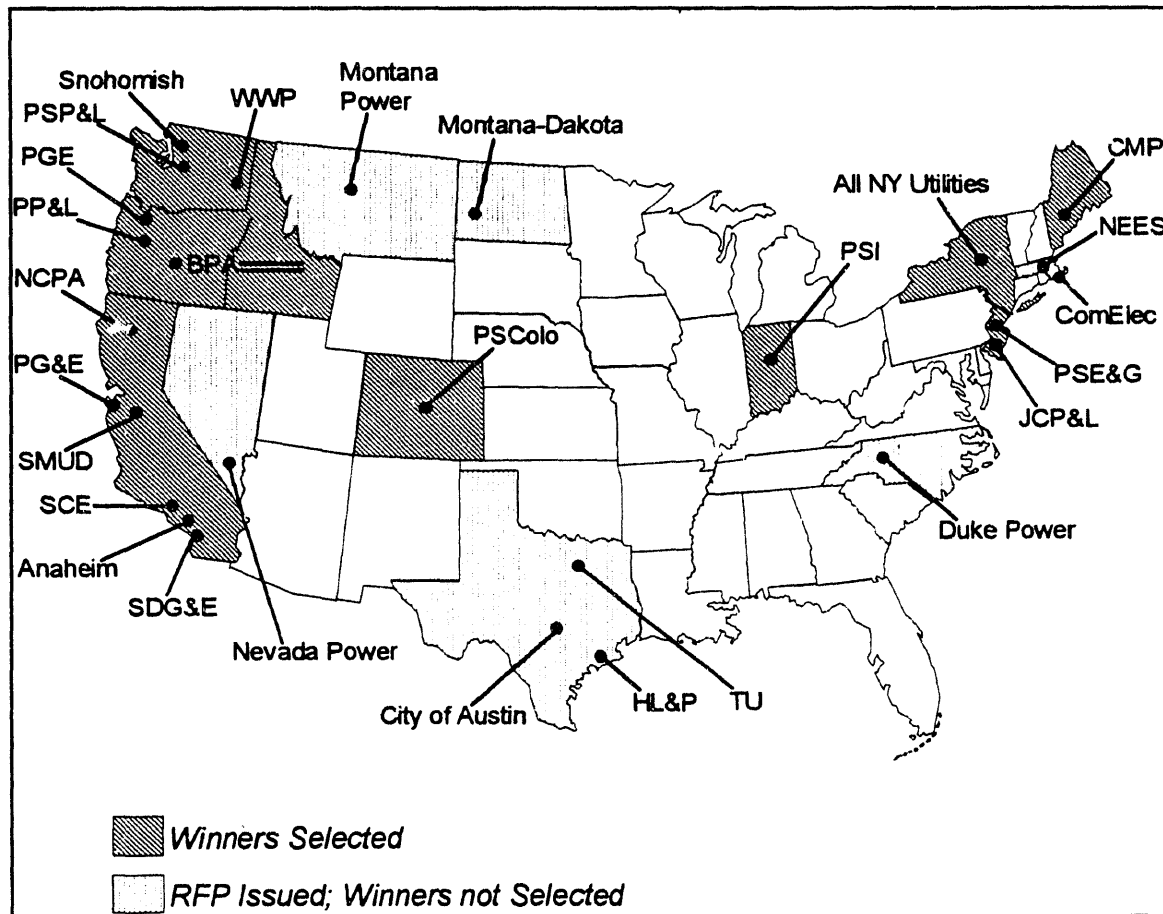 Snohomish
PSP&L
WWP
Montana
Power
Montana-Dakota
PGE
PP&L
BPA
NCPA
PG&E
SMUD
SCE
Anaheim
SDG&E
Nevada Power
PSColo
City of Austin
HL&P
TU
PSI
All NY Utilities
CMP
NEES
ComElec
PSE&G
JCP&L
Duke Power
Winners Selected
RFP Issued; Winners not Selected